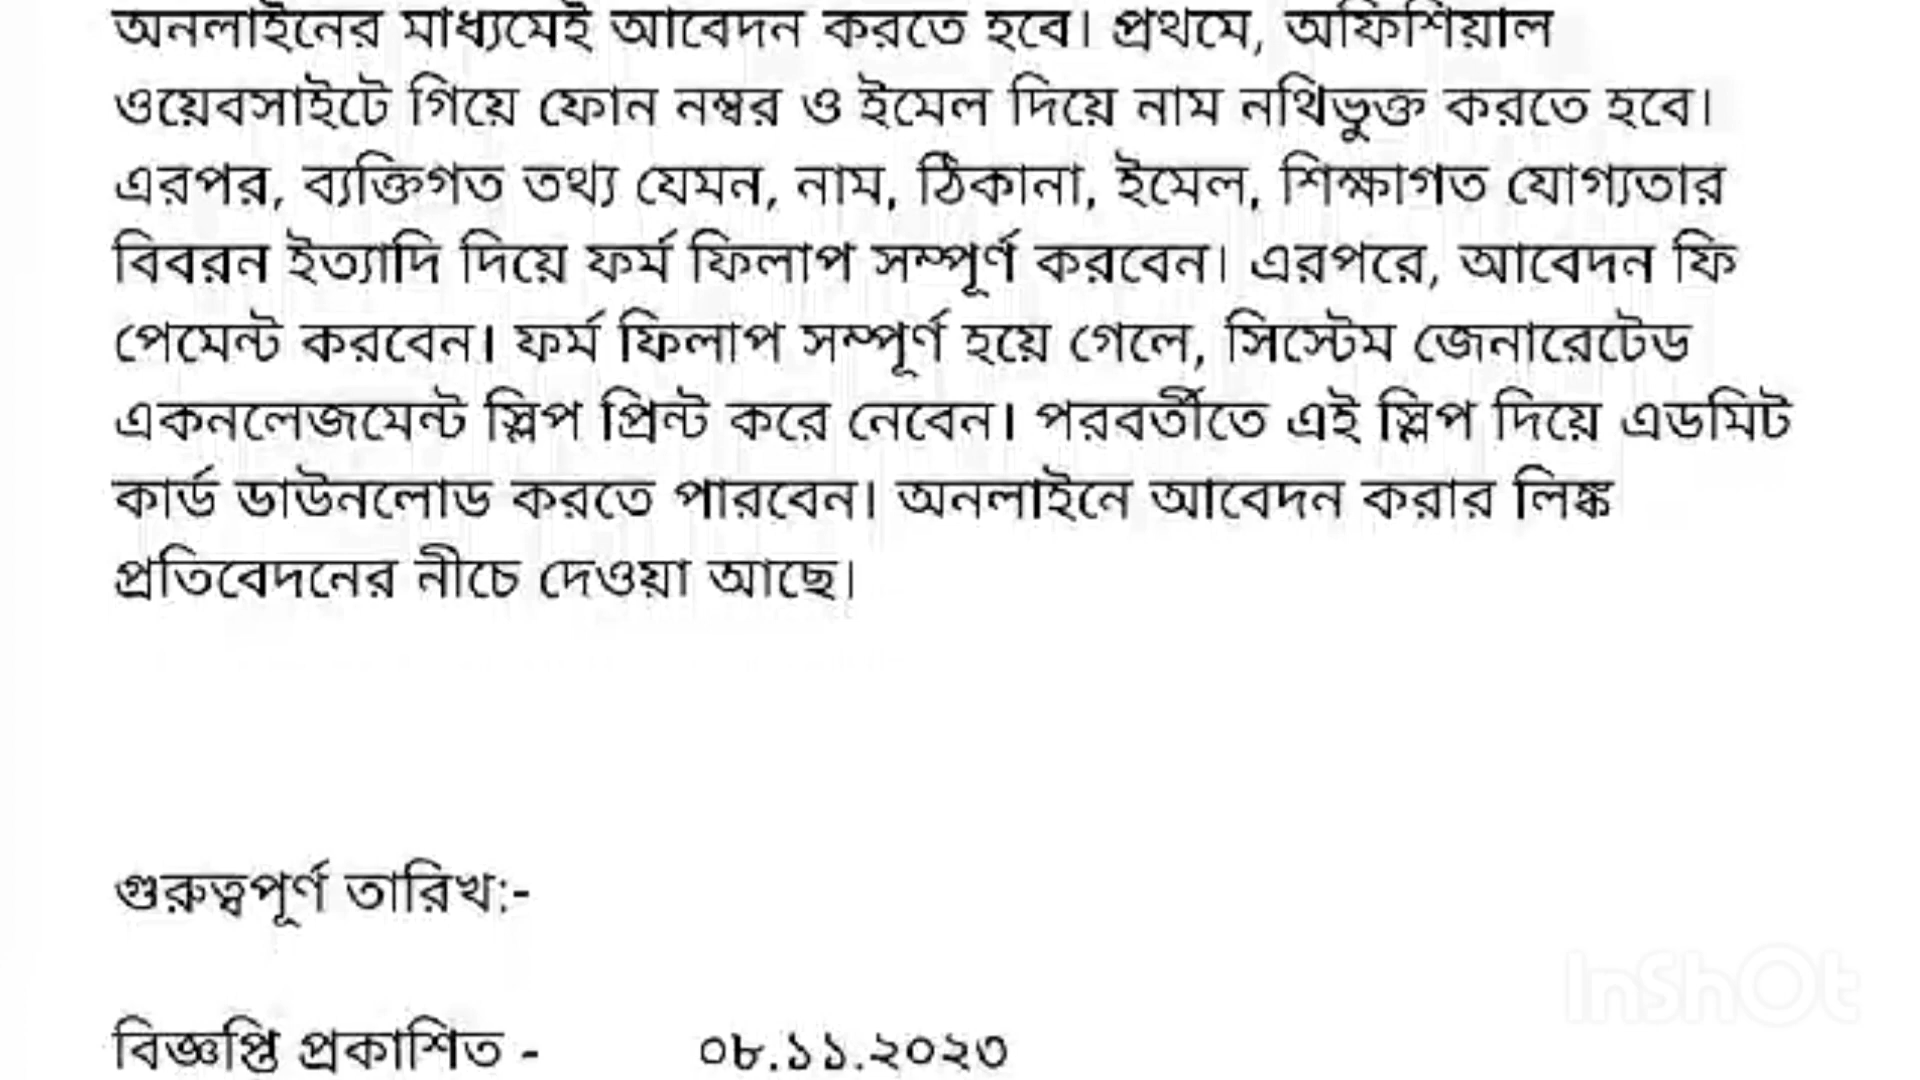 অনলাইনের মাধ্যমেই আবেদন করতে হবে। প্রথমে, অফিশিয়াল
ওয়েবসাইটে গিয়ে ফোন নম্বর ও ইমেল দিয়ে নাম নথিভুক্ত করতে হবে।
এরপর, ব্যক্তিগত তথ্য যেমন, নাম, ঠিকানা, ইমেল, শিক্ষাগত যোগ্যতার
বিবরন ইত্যাদি দিয়ে ফর্ম ফিলাপ সম্পূর্ণ করবেন। এরপরে, আবেদন ফি
পেমেন্ট করবেন। ফর্ম ফিলাপ সম্পূর্ণ হয়ে গেলে, সিস্টেম জেনারেটেড
একনলেজমেন্ট স্লিপ প্রিন্ট করে নেবেন। পরবর্তীতে এই স্লিপ দিয়ে এডমিট
কার্ড ডাউনলোড করতে পারবেন। অনলাইনে আবেদন করার লিঙ্ক
প্রতিবেদনের নীচে দেওয়া আছে।
গুরুত্বপূর্ণ তারিখ:-
বিজ্ঞপ্তি প্রকাশিত - ০৮.১১.২০২৩
InShOt